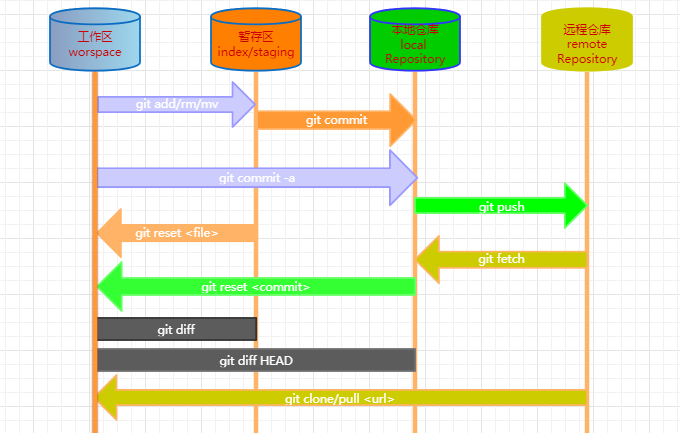 工作区
worspace
暂存区
index/staging
本地仓库
local
Repository
远程仓库
remote
Repository
git add/rm/mv
git commit
git commit -a
git push
git reset <file>
git fetch
git reset <commit>
git diff
git diff HEAD
git clone/pull <url>